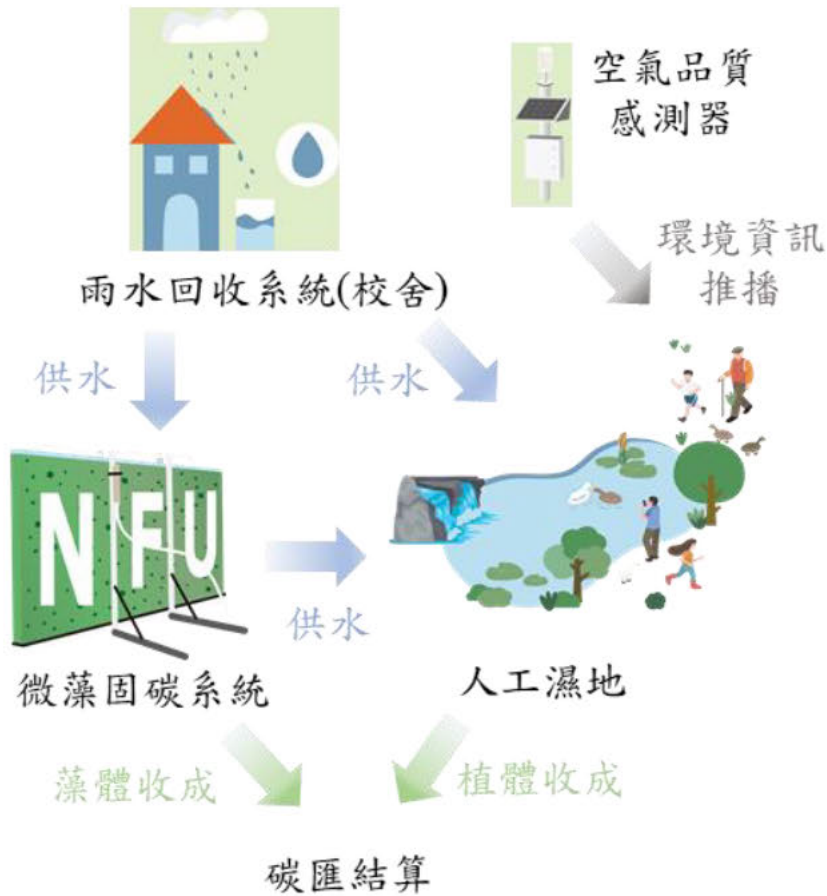 空氣品質
感測器
環境資訊
推播
雨水回收系統(校舍)
供水
供水
NFU
供水
微藻固碳系統
人工濕地
藻體收成
植體收成
碳匯結算